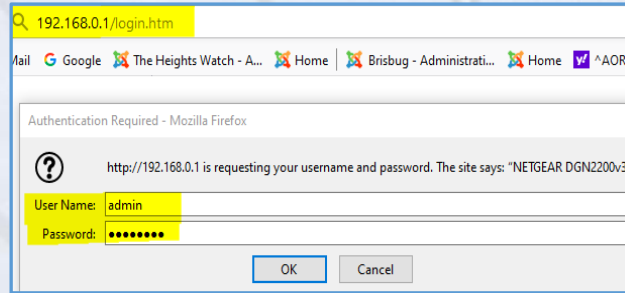 192.168.0.1/login.htm
Mail G Google The Heights Watch - A... Home Brisbug - Administrati... Home y! ^AOR
Authentication Required - Mozilla Firefox
? http://192.168.0.1 is requesting your username and password. The site says: “NETGEAR DGN2200v3
User Name: admin
Password: ••••••••
OK Cancel